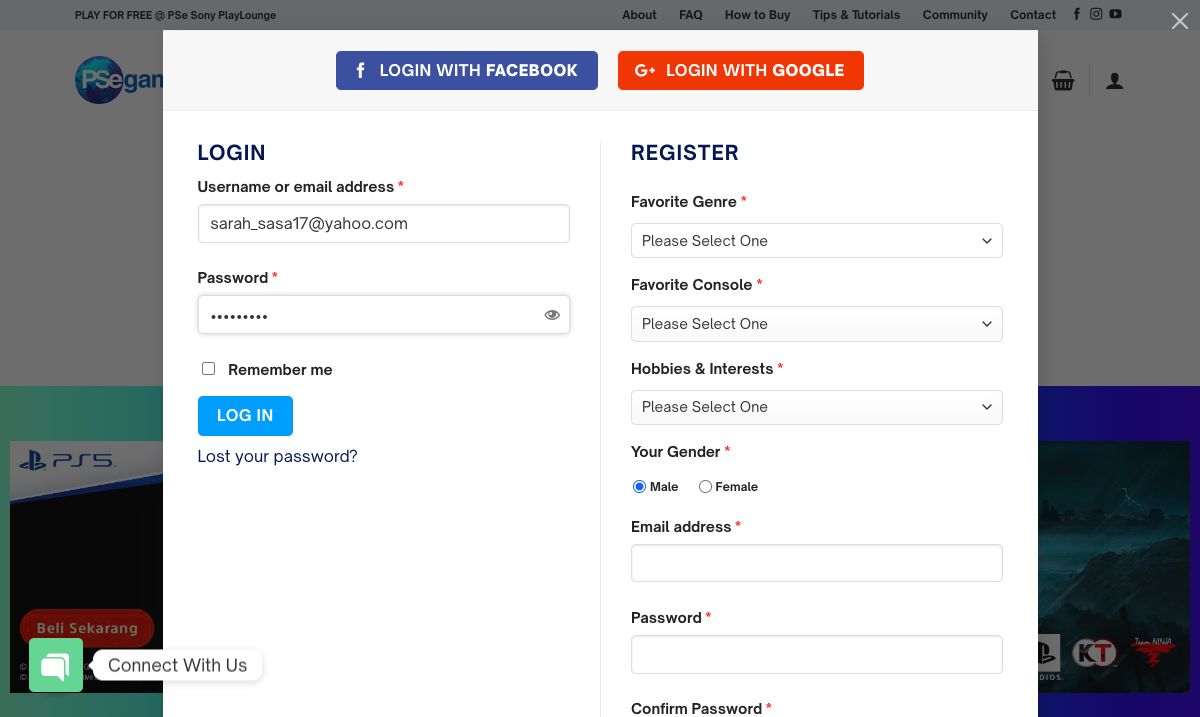 PLAY FOR FREE @ PSe Sony PlayLounge
About FAQ How to Buy Tips & Tutorials Community Contact
PSegam
LOGIN WITH FACEBOOK
LOGIN WITH GOOGLE
LOGIN
Username or email address *
sarah_sasa17@yahoo.com
Password *
•••••••••
Remember me
LOG IN
Lost your password?
REGISTER
Favorite Genre *
Please Select One
Favorite Console *
Please Select One
Hobbies & Interests *
Please Select One
Your Gender *
Male Female
Email address *
Password *
Confirm Password *
PS5.
Beli Sekarang
Connect With Us
KT
Team NINJA